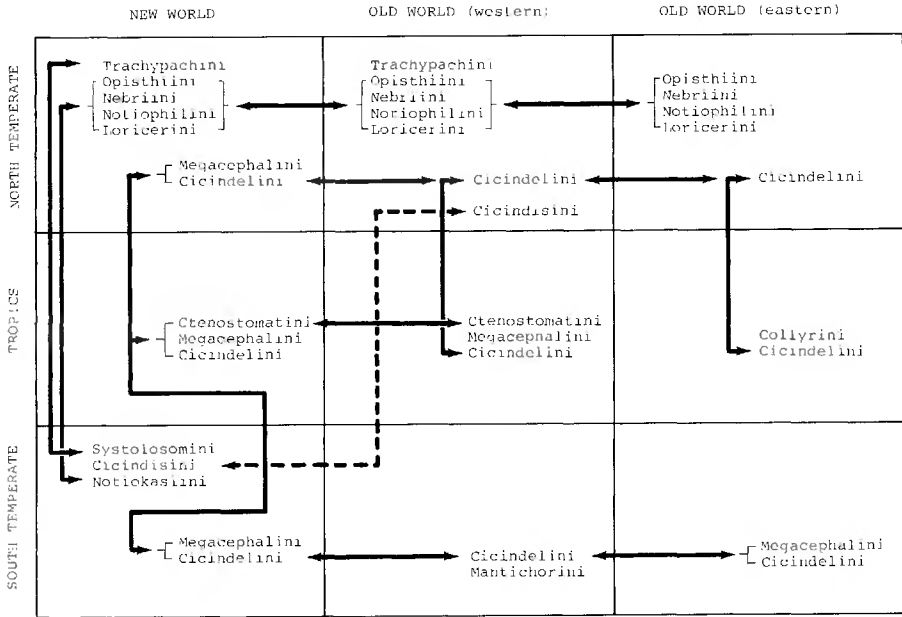 NEW WORLD
OLD WORLD (western)
OLD WORLD (eastern)
NORTH TEMPERATE
Trachypachini
Opisthiini
Nebriini
Notiophilini
Loricerini
Trachypachini
Opisthiini
Nebriini
Notiophilini
Loricerini
Opisthiini
Nebriini
Notiophilini
Loricerini
Megacephalini
Cicindelini
Cicindelini
Cicindisini
Cicindelini
TROPICS
Ctenostomatini
Megacephalini
Cicindelini
Ctenostomatini
Megacephalini
Cicindelini
Collyrini
Cicindelini
SOUTH TEMPERATE
Systolosomini
Cicindisini
Notiokasiini
Megacephalini
Cicindelini
Cicindelini
Mantichorini
Megacephalini
Cicindelini